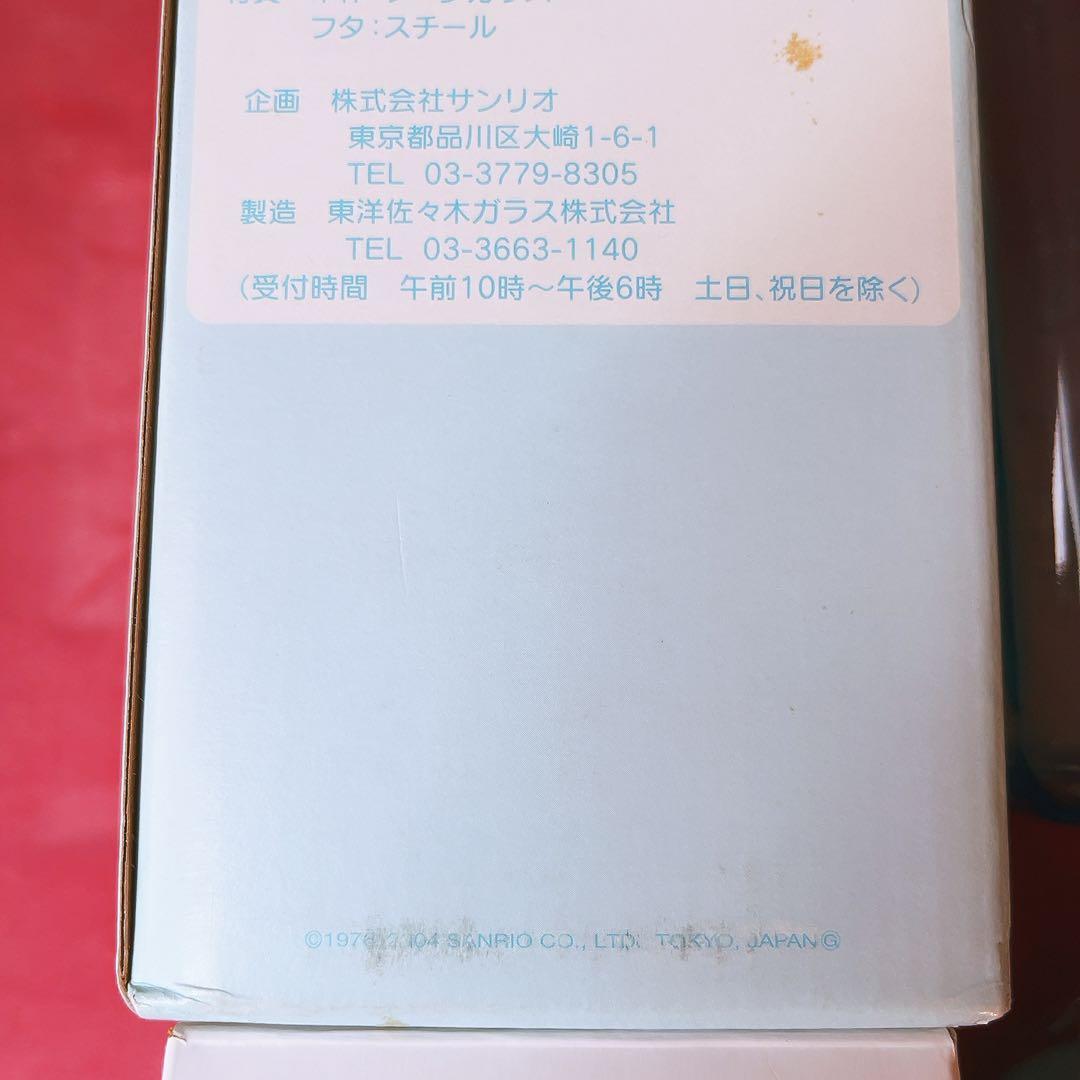 フタ:スチール
企画 株式会社サンリオ
東京都品川区大崎1-6-1
TEL 03-3779-8305
製造 東洋佐々木ガラス株式会社
TEL 03-3663-1140
(受付時間 午前10時～午後6時 土日、祝日を除く)
©1976, 2004 SANRIO CO., LTD. TOKYO, JAPAN Ⓖ